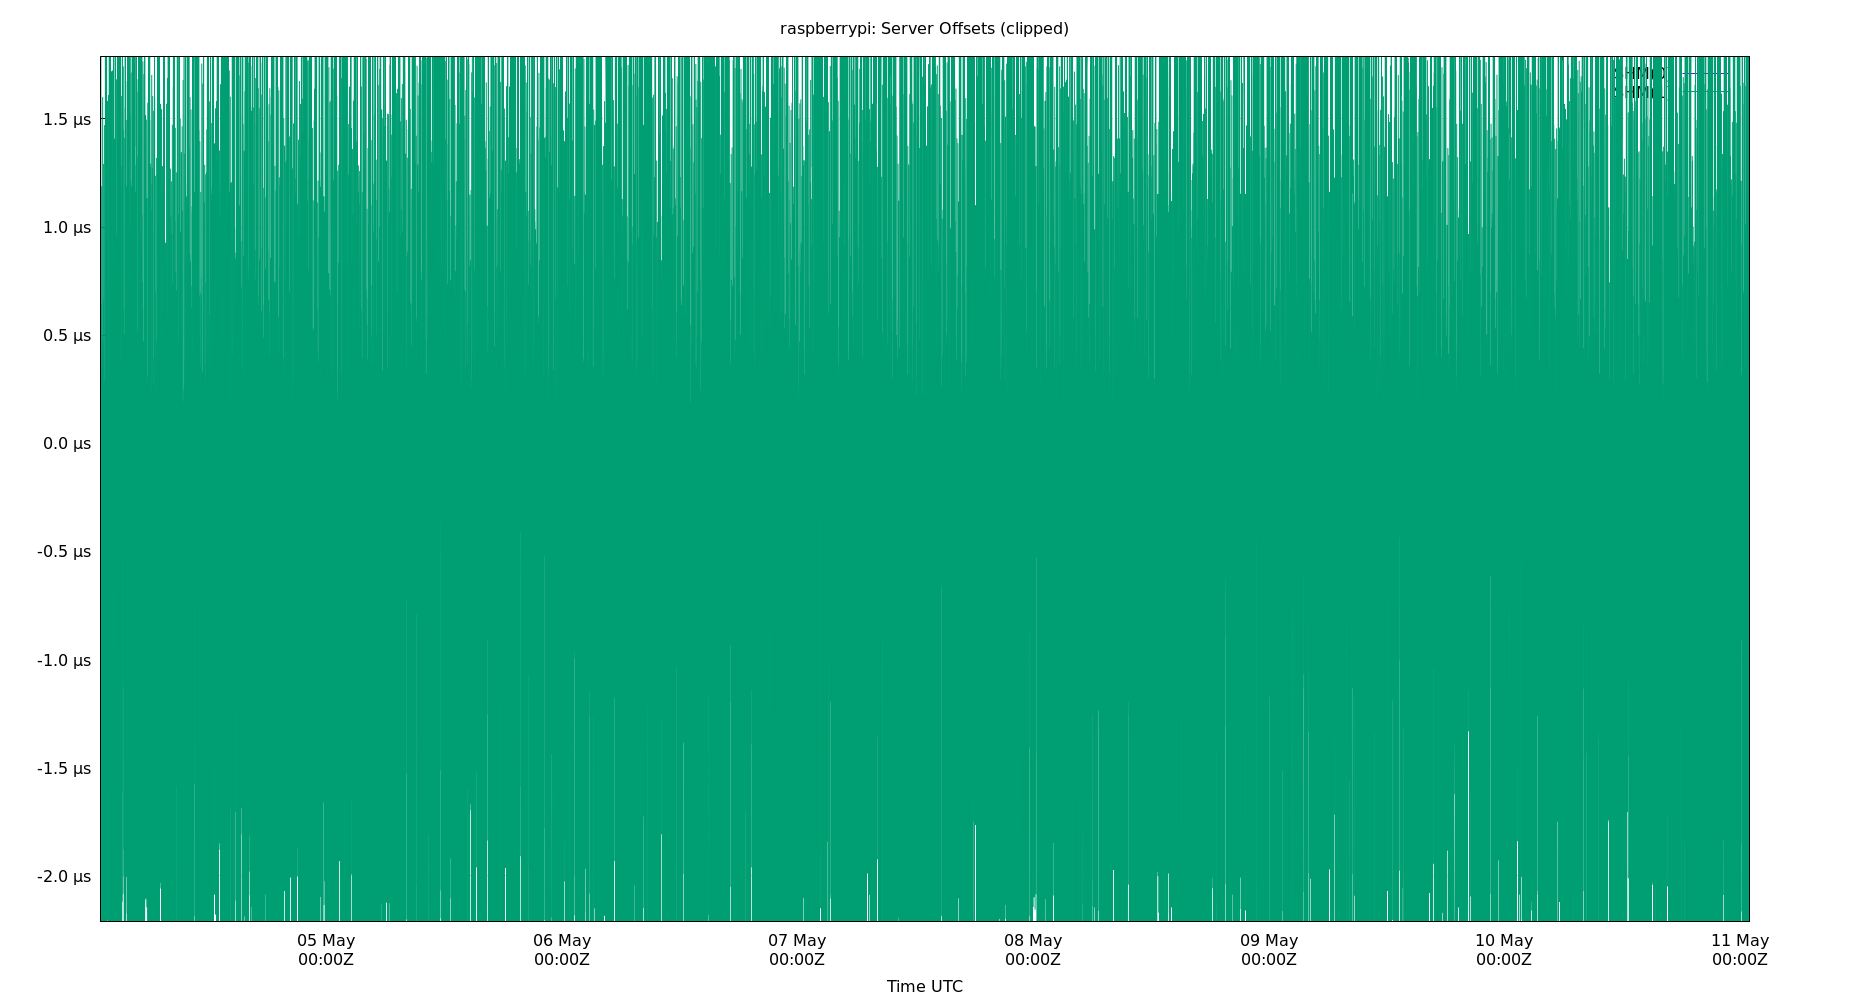 raspberrypi: Server Offsets (clipped)
1.5 µs
1.0 µs
0.5 µs
0.0 µs
-0.5 µs
-1.0 µs
-1.5 µs
-2.0 µs
05 May 06 May 07 May 08 May 09 May 10 May 11 May
00:00Z 00:00Z 00:00Z 00:00Z 00:00Z 00:00Z 00:00Z
Time UTC